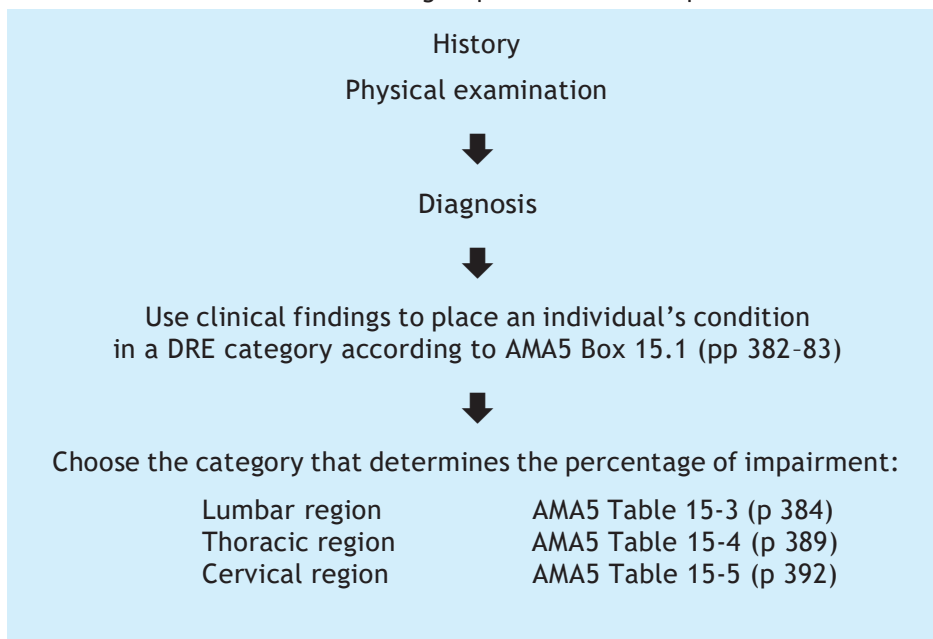 History
Physical examination
Diagnosis
Use clinical findings to place an individual’s condition
in a DRE category according to AMA5 Box 15.1 (pp 382–83)
Choose the category that determines the percentage of impairment:
Lumbar region AMA5 Table 15-3 (p 384)
Thoracic region AMA5 Table 15-4 (p 389)
Cervical region AMA5 Table 15-5 (p 392)